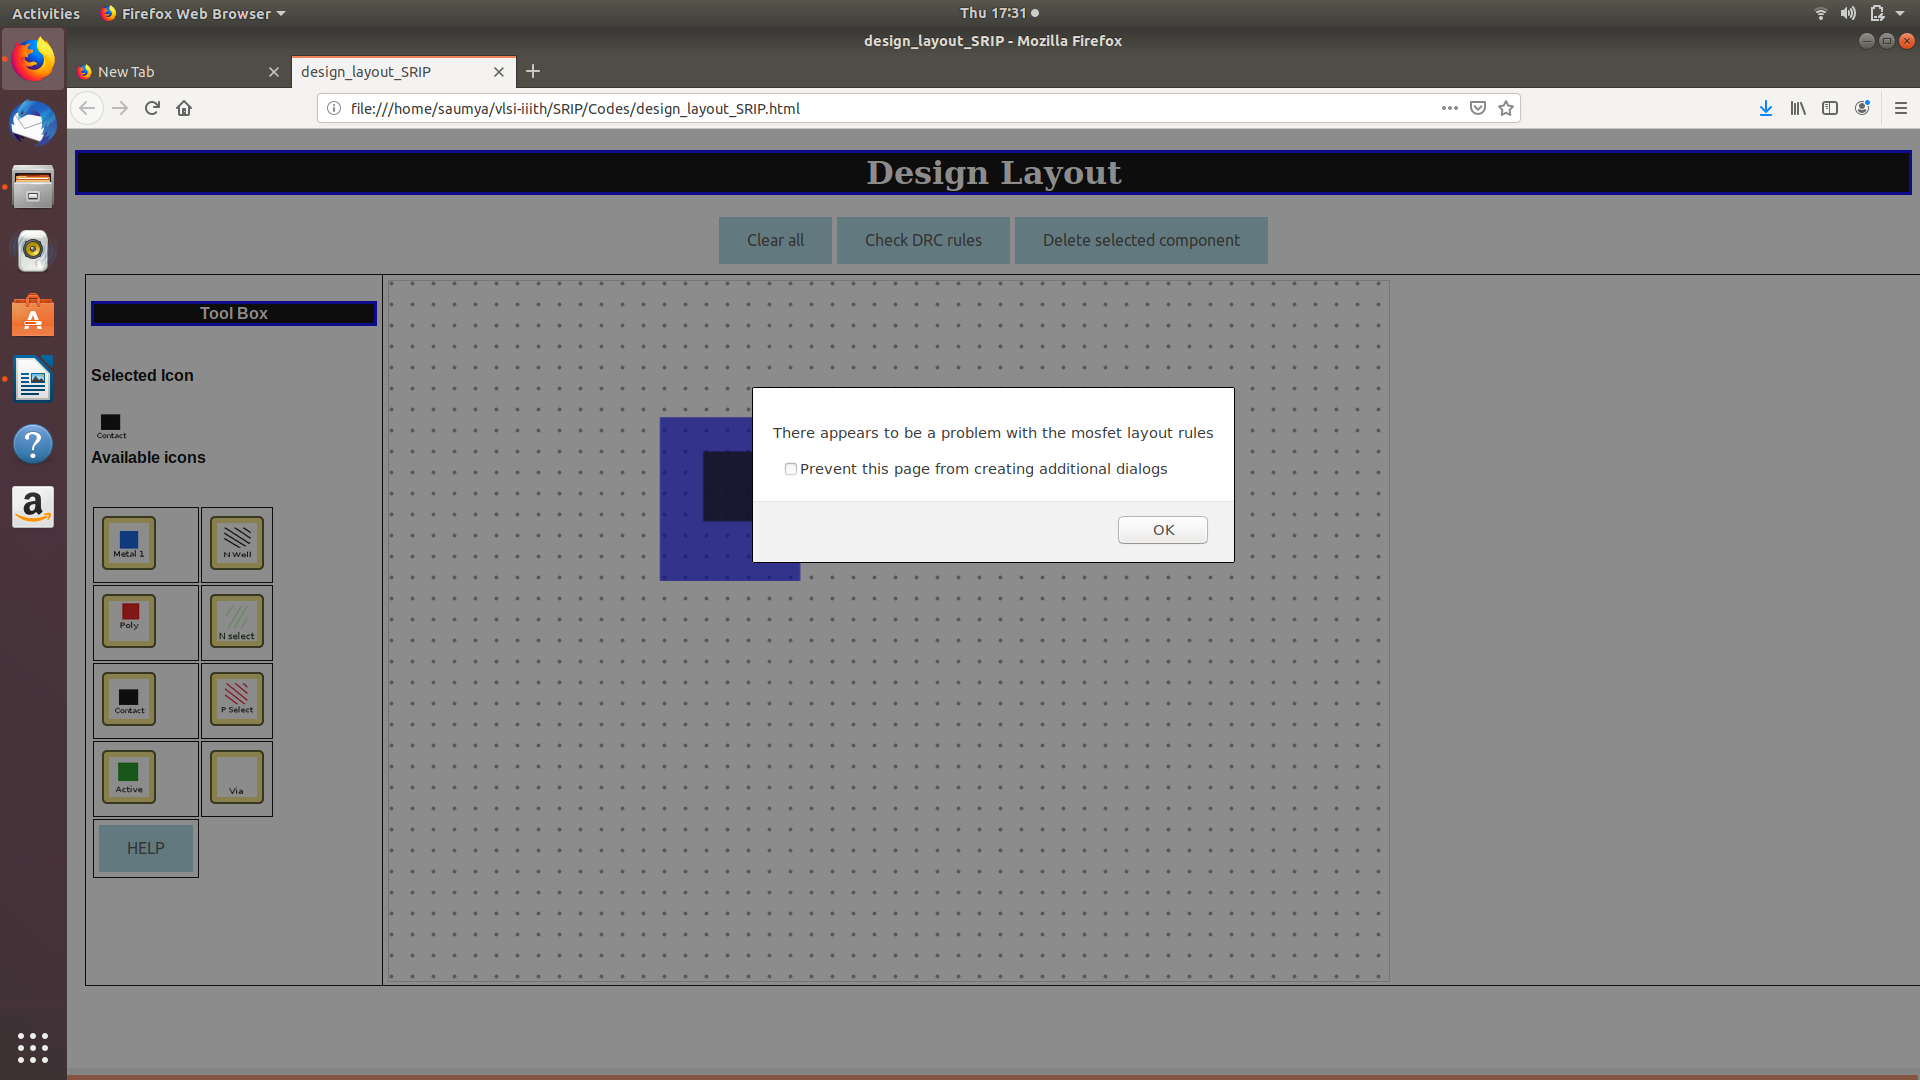 Activities Firefox Web Browser Thu 17:31
design_layout_SRIP - Mozilla Firefox
New Tab design_layout_SRIP
file:///home/saumya/vlsi-iiith/SRIP/Codes/design_layout_SRIP.html
Design Layout
Clear all Check DRC rules Delete selected component
Tool Box
Selected Icon
Contact
Available icons
There appears to be a problem with the mosfet layout rules
Prevent this page from creating additional dialogs
OK
Metal 1 N Well
Poly N select
Contact P Select
Active Via
HELP